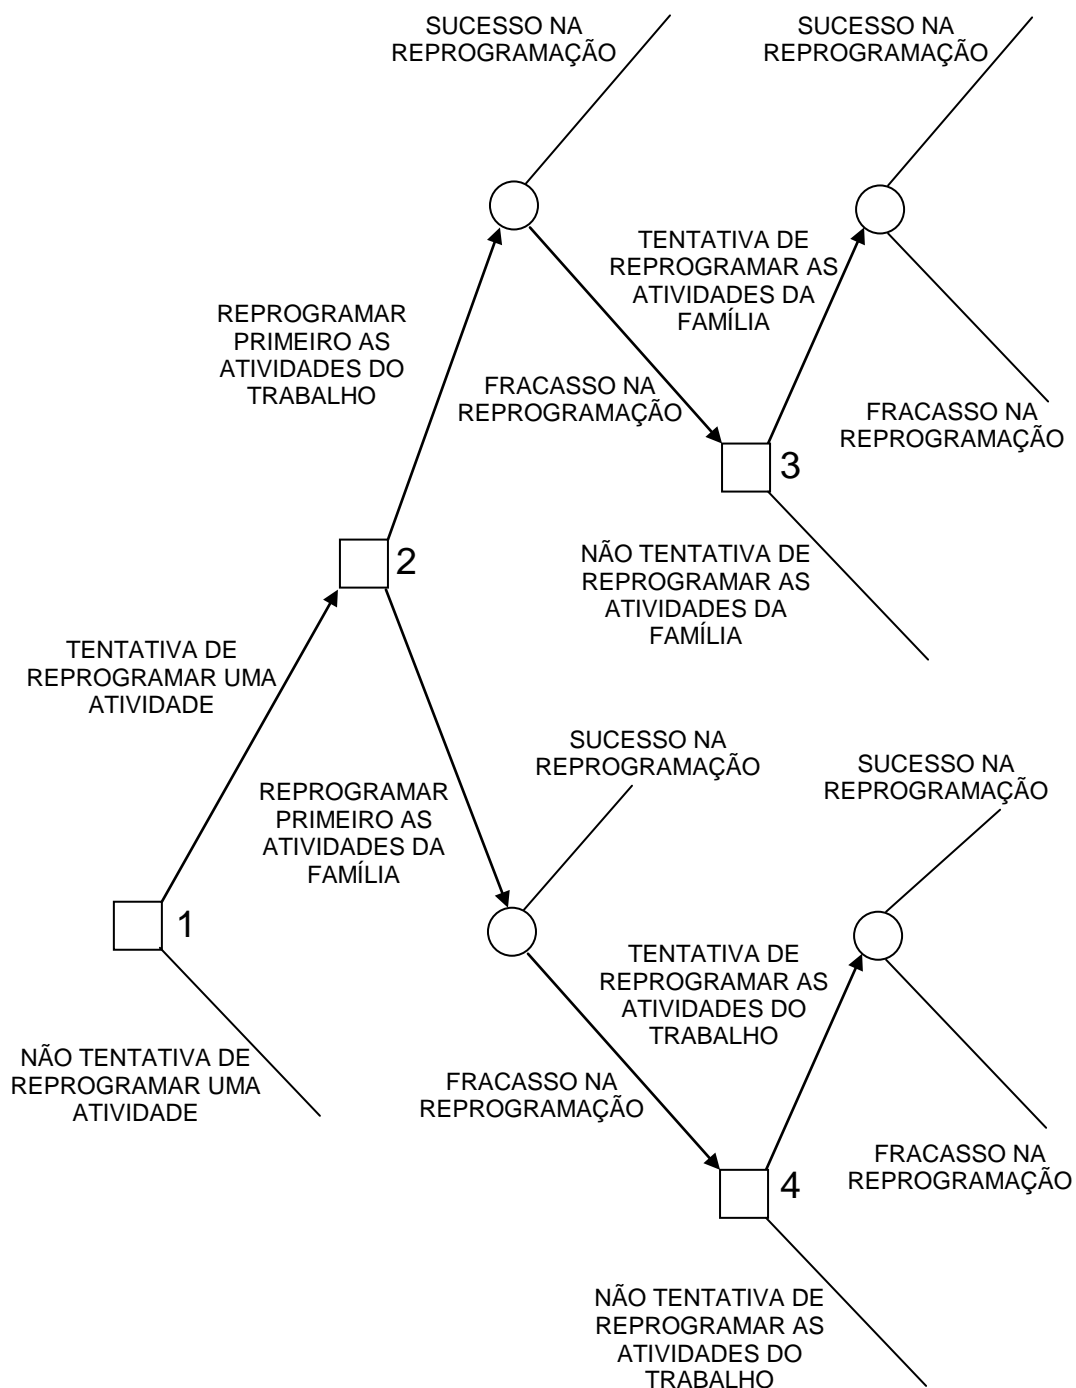 SUCESSO NA
REPROGRAMAÇÃO
SUCESSO NA
REPROGRAMAÇÃO
TENTATIVA DE
REPROGRAMAR AS
ATIVIDADES DA
FAMÍLIA
REPROGRAMAR
PRIMEIRO AS
ATIVIDADES DO
TRABALHO
FRACASSO NA
REPROGRAMAÇÃO
FRACASSO NA
REPROGRAMAÇÃO
3
2
NÃO TENTATIVA DE
REPROGRAMAR AS
ATIVIDADES DA
FAMÍLIA
TENTATIVA DE
REPROGRAMAR UMA
ATIVIDADE
SUCESSO NA
REPROGRAMAÇÃO
SUCESSO NA
REPROGRAMAÇÃO
REPROGRAMAR
PRIMEIRO AS
ATIVIDADES DA
FAMÍLIA
1
TENTATIVA DE
REPROGRAMAR AS
ATIVIDADES DO
TRABALHO
NÃO TENTATIVA DE
REPROGRAMAR UMA
ATIVIDADE
FRACASSO NA
REPROGRAMAÇÃO
FRACASSO NA
REPROGRAMAÇÃO
4
NÃO TENTATIVA DE
REPROGRAMAR AS
ATIVIDADES DO
TRABALHO